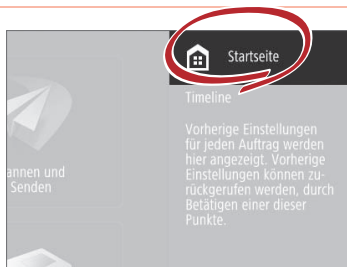 Startseite
Timeline
Vorherige Einstellungen
für jeden Auftrag werden
hier angezeigt. Vorherige
Einstellungen können zu-
rückgerufen werden, durch
Betätigen einer dieser
Punkte.
annen und
Senden